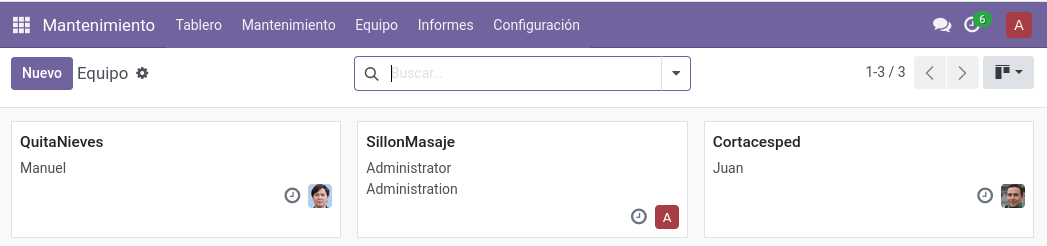 Mantenimiento Tablero Mantenimiento Equipo Informes Configuración 6 A
Nuevo Equipo Buscar... 1-3 / 3
QuitaNieves
Manuel
SillonMasaje
Administrator
Administration
A
Cortacesped
Juan